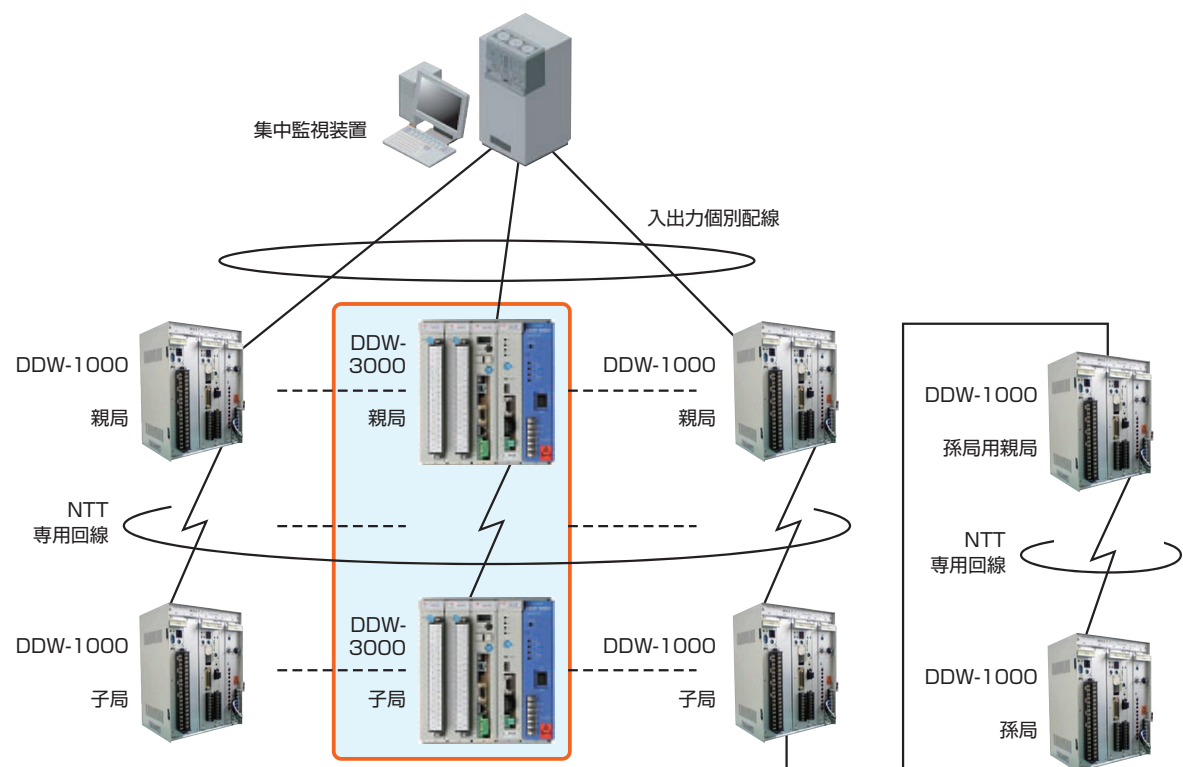 集中監視装置
入出力個別配線
DDW-1000
親局
DDW-
3000
親局
DDW-1000
親局
DDW-1000
孫局用親局
NTT
専用回線
NTT
専用回線
DDW-1000
子局
DDW-
3000
子局
DDW-1000
子局
DDW-1000
孫局